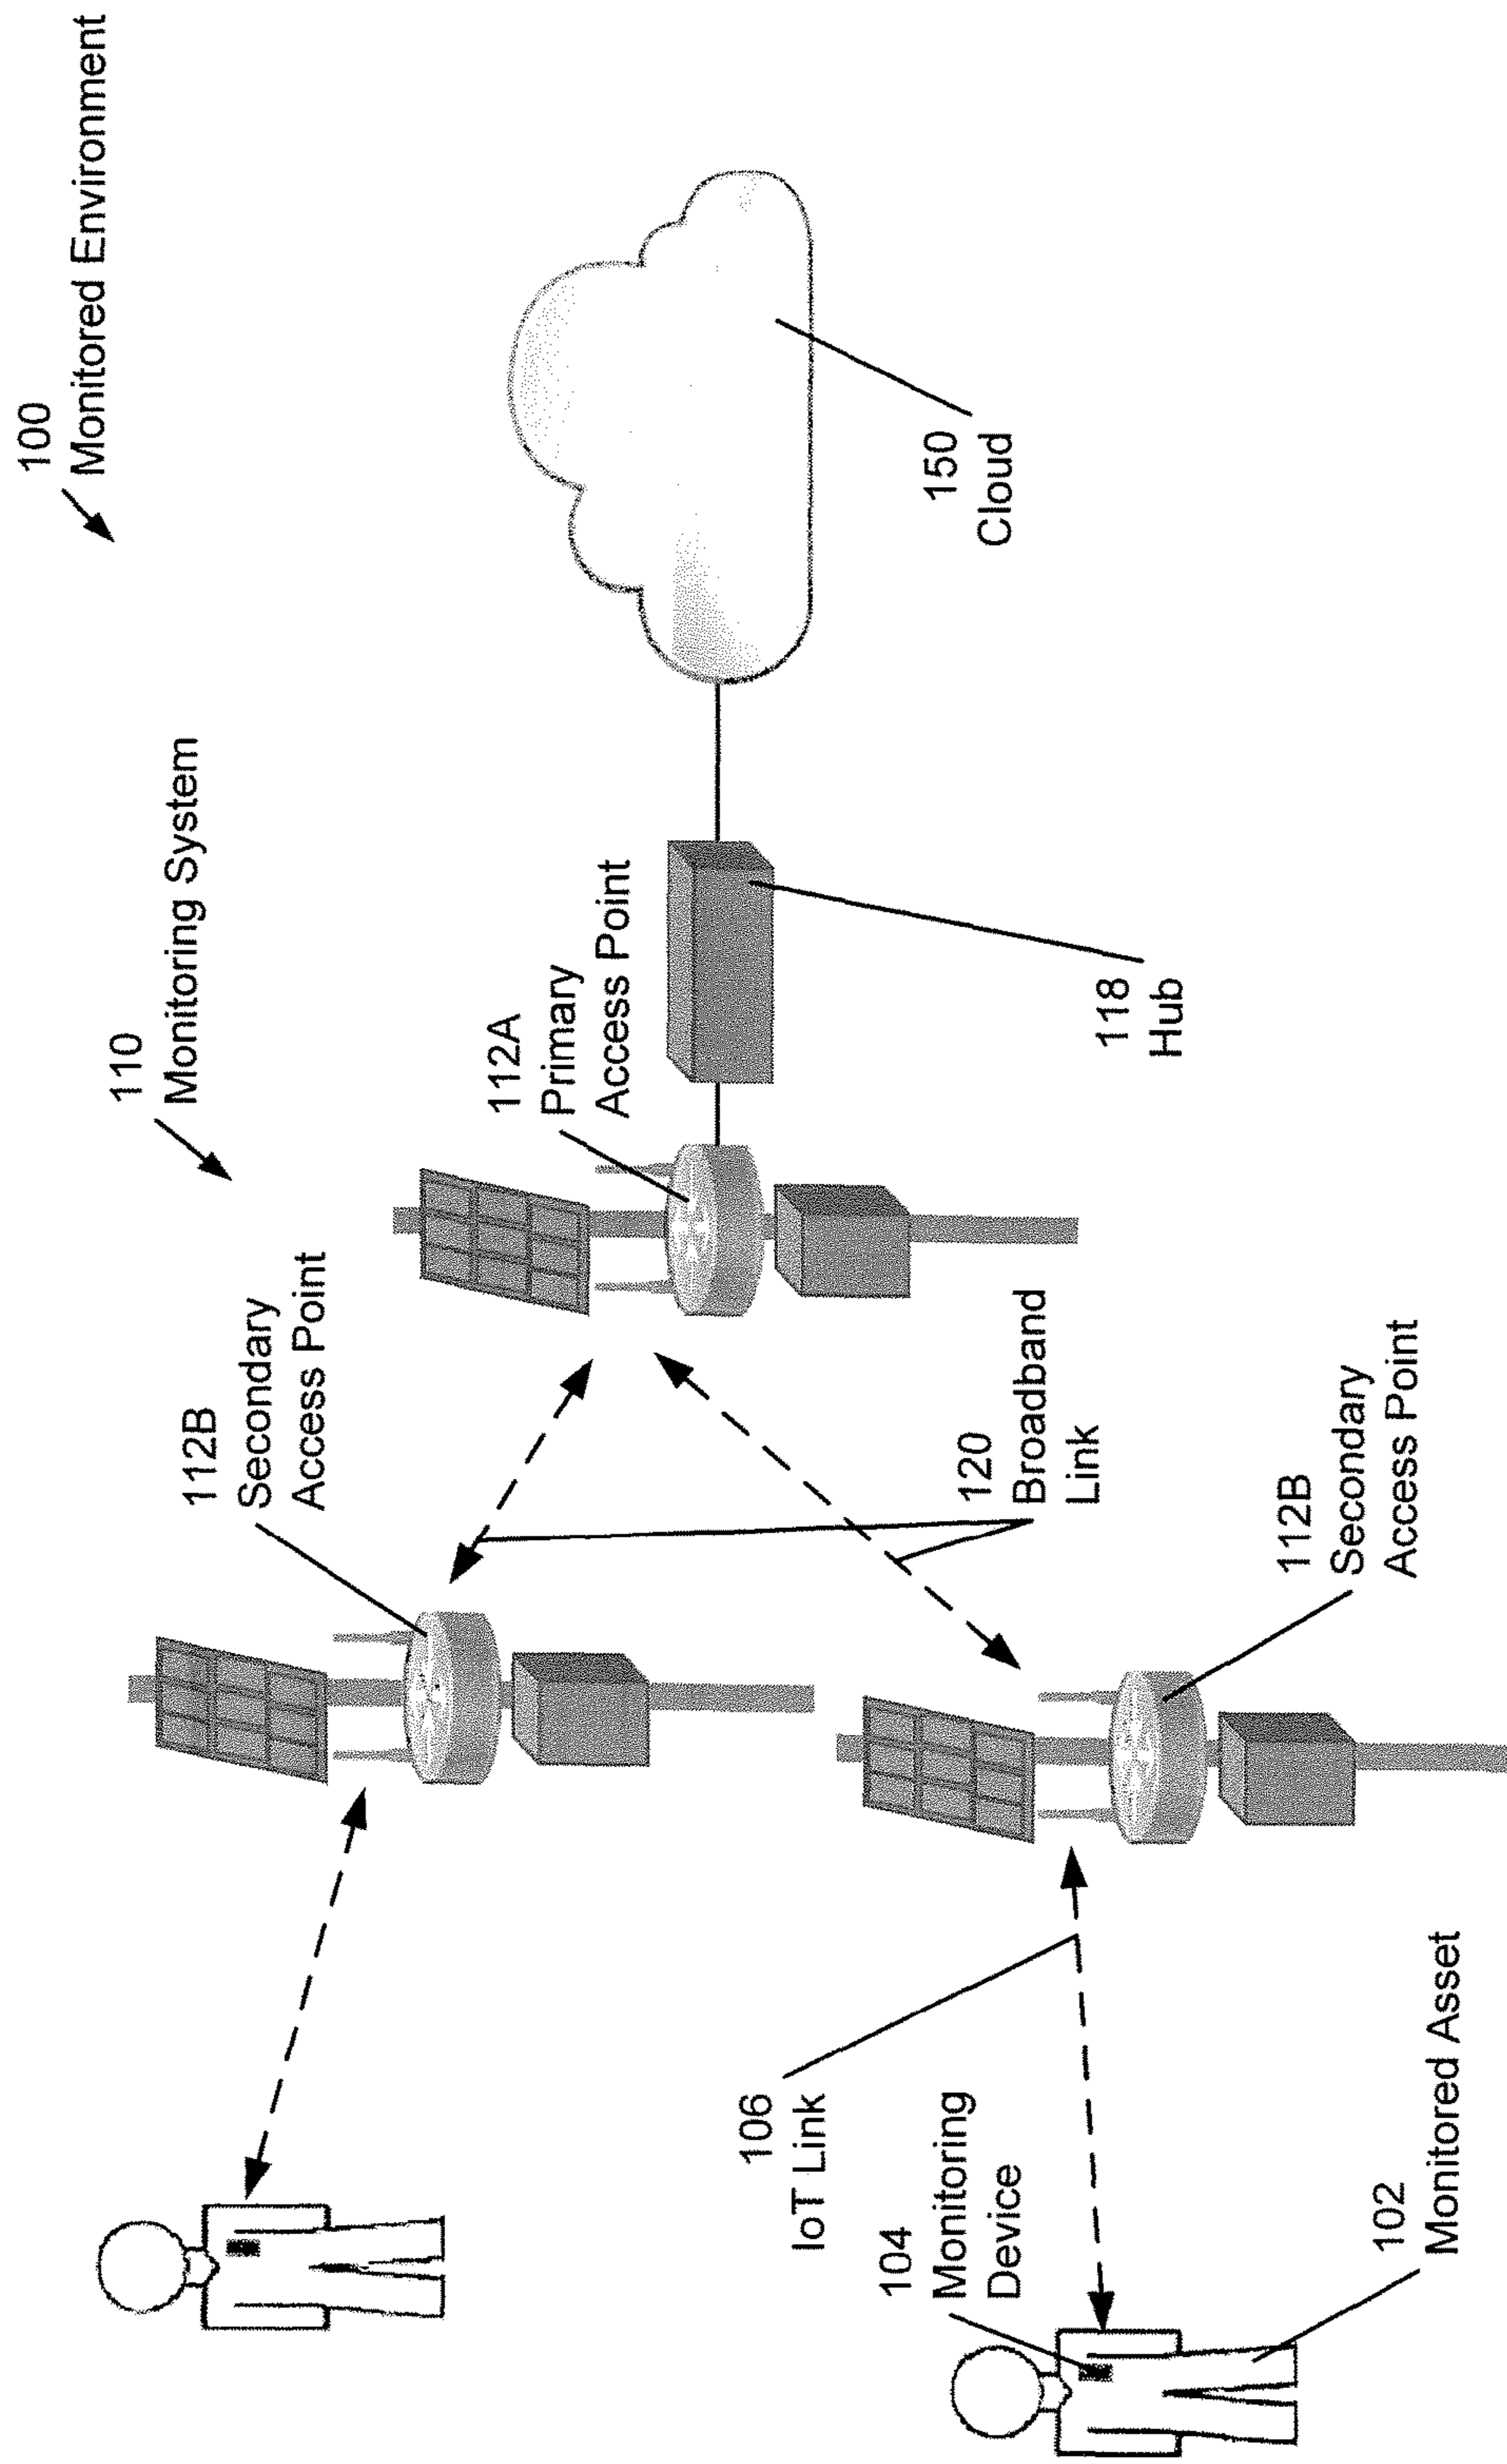 100
Monitored Environment
110
Monitoring System
112B
Secondary
Access Point
112A
Primary
Access Point
118
Hub
150
Cloud
120
Broadband
Link
106
IoT Link
104
Monitoring
Device
102
Monitored Asset
112B
Secondary
Access Point